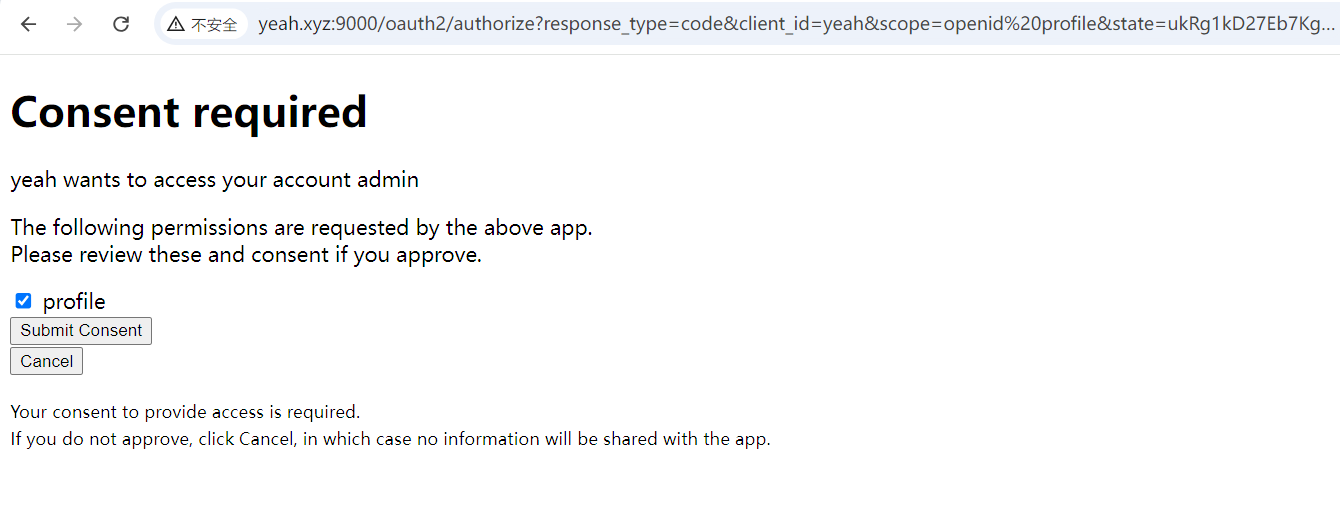 不安全 yeah.xyz:9000/oauth2/authorize?response_type=code&client_id=yeah&scope=openid%20profile&state=ukRg1kD27Eb7Kg...
Consent required
yeah wants to access your account admin
The following permissions are requested by the above app.
Please review these and consent if you approve.
profile
Submit Consent
Cancel
Your consent to provide access is required.
If you do not approve, click Cancel, in which case no information will be shared with the app.